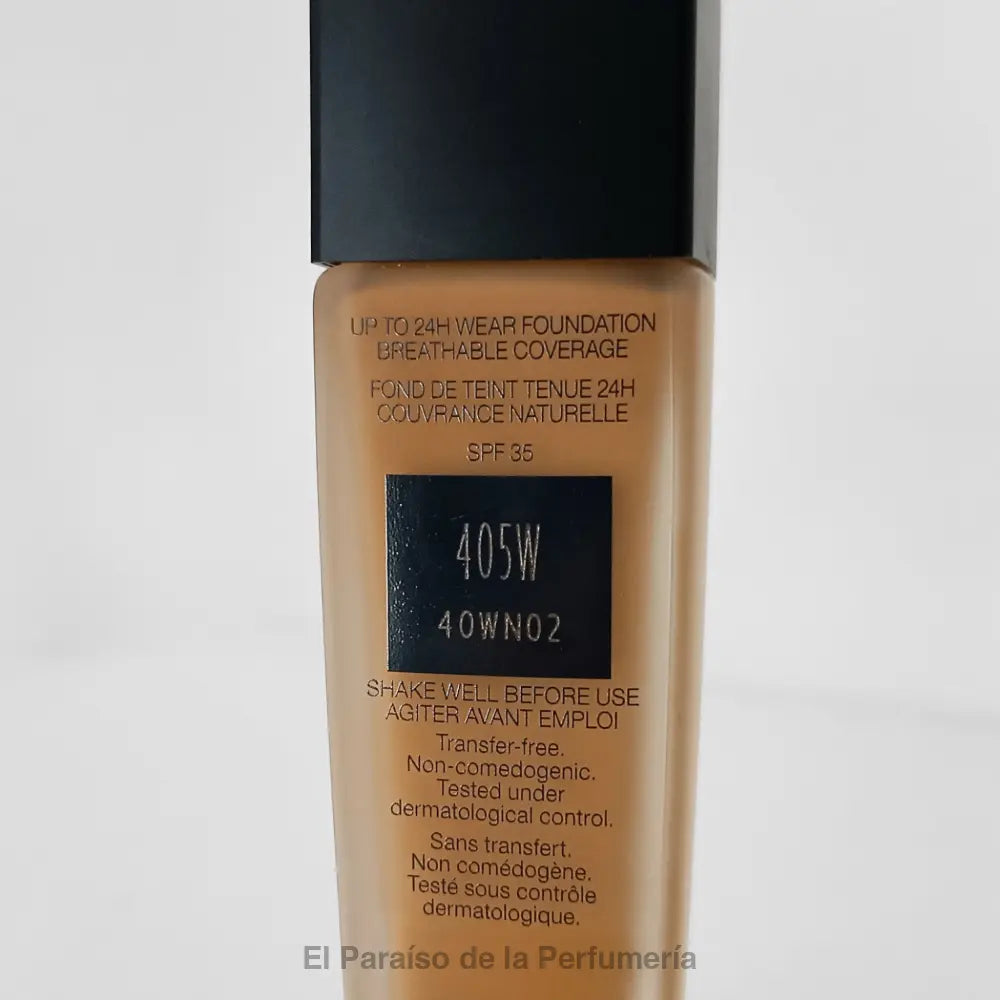 UP TO 24H WEAR FOUNDATION
BREATHABLE COVERAGE
FOND DE TEINT TENUE 24H
COUVRANCE NATURELLE
SPF 35
405W
40WN02
SHAKE WELL BEFORE USE
AGITER AVANT EMPLOI
Transfer-free.
Non-comedogenic.
Tested under
dermatological control.
Sans transfert.
Non comédogène.
Testé sous contrôle
dermatologique.
El Paraíso de la Perfumería